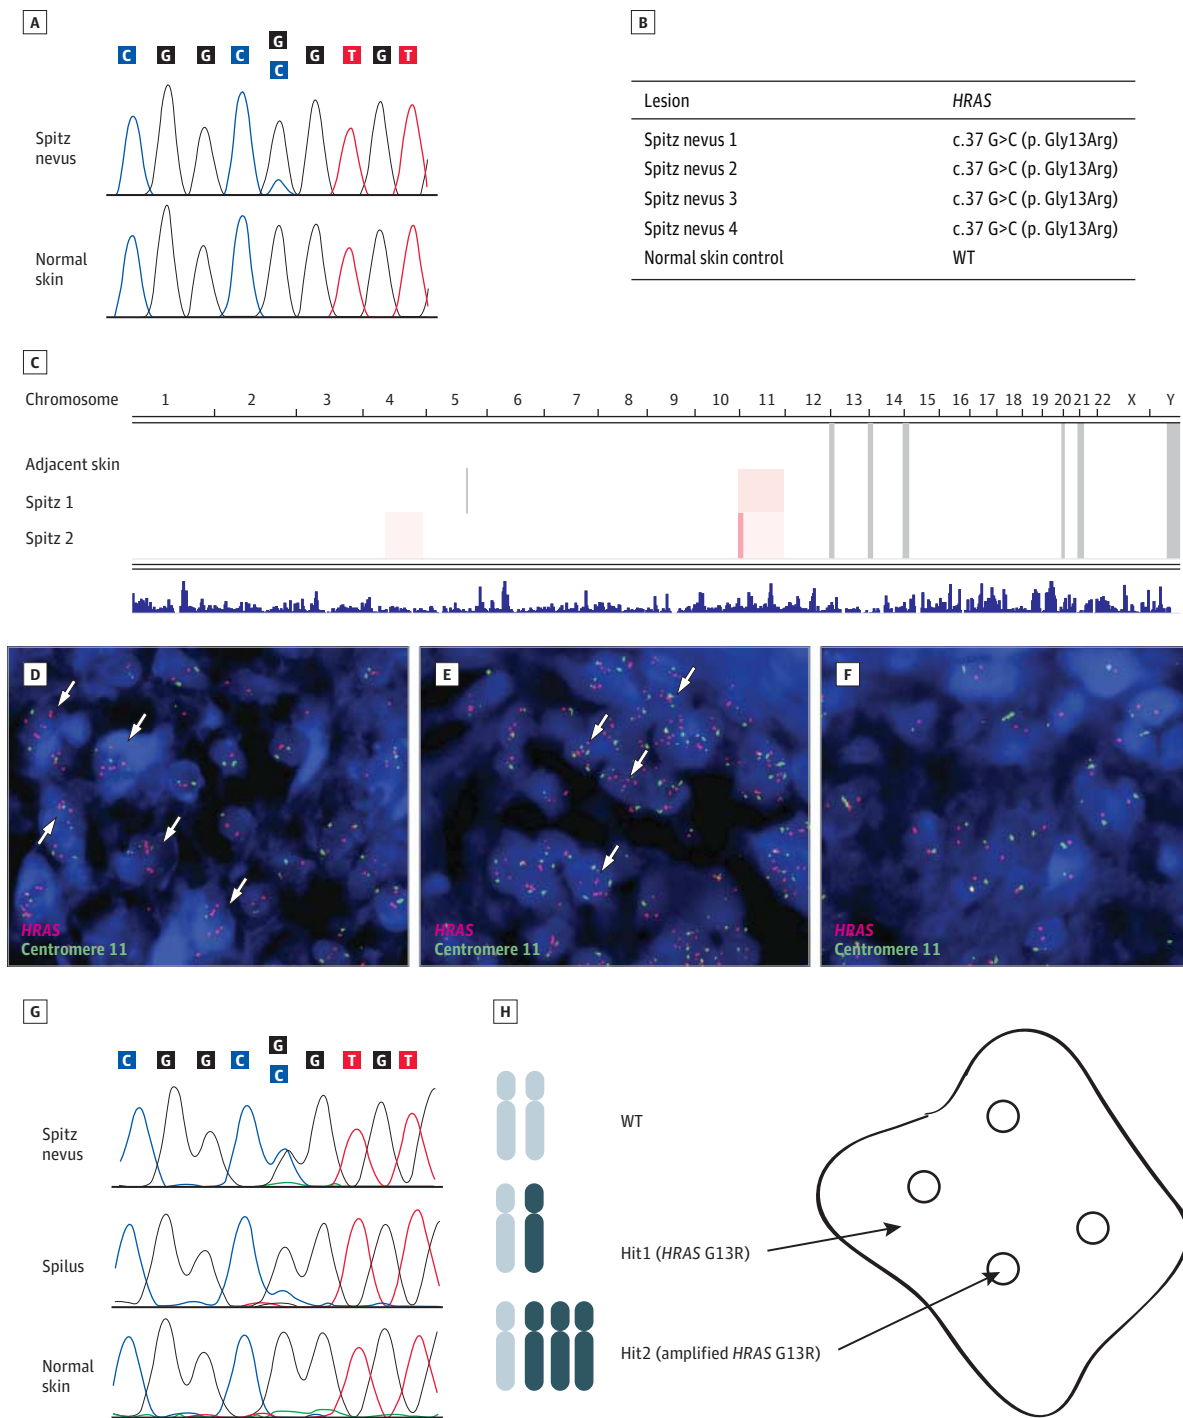 A
C G G C G G T G T
C
Spitz
nevus
Normal
skin
B
Lesion HRAS
Spitz nevus 1 c.37 G>C (p. Gly13Arg)
Spitz nevus 2 c.37 G>C (p. Gly13Arg)
Spitz nevus 3 c.37 G>C (p. Gly13Arg)
Spitz nevus 4 c.37 G>C (p. Gly13Arg)
Normal skin control WT
C
Chromosome 1 2 3 4 5 6 7 8 9 10 11 12 13 14 15 16 17 18 19 20 21 22 X Y
Adjacent skin
Spitz 1
Spitz 2
D
HRAS
Centromere 11
E
HRAS
Centromere 11
F
HRAS
Centromere 11
G
C G G C G G T G T
C
Spitz
nevus
Spilus
Normal
skin
H
WT
Hit1 (HRAS G13R)
Hit2 (amplified HRAS G13R)